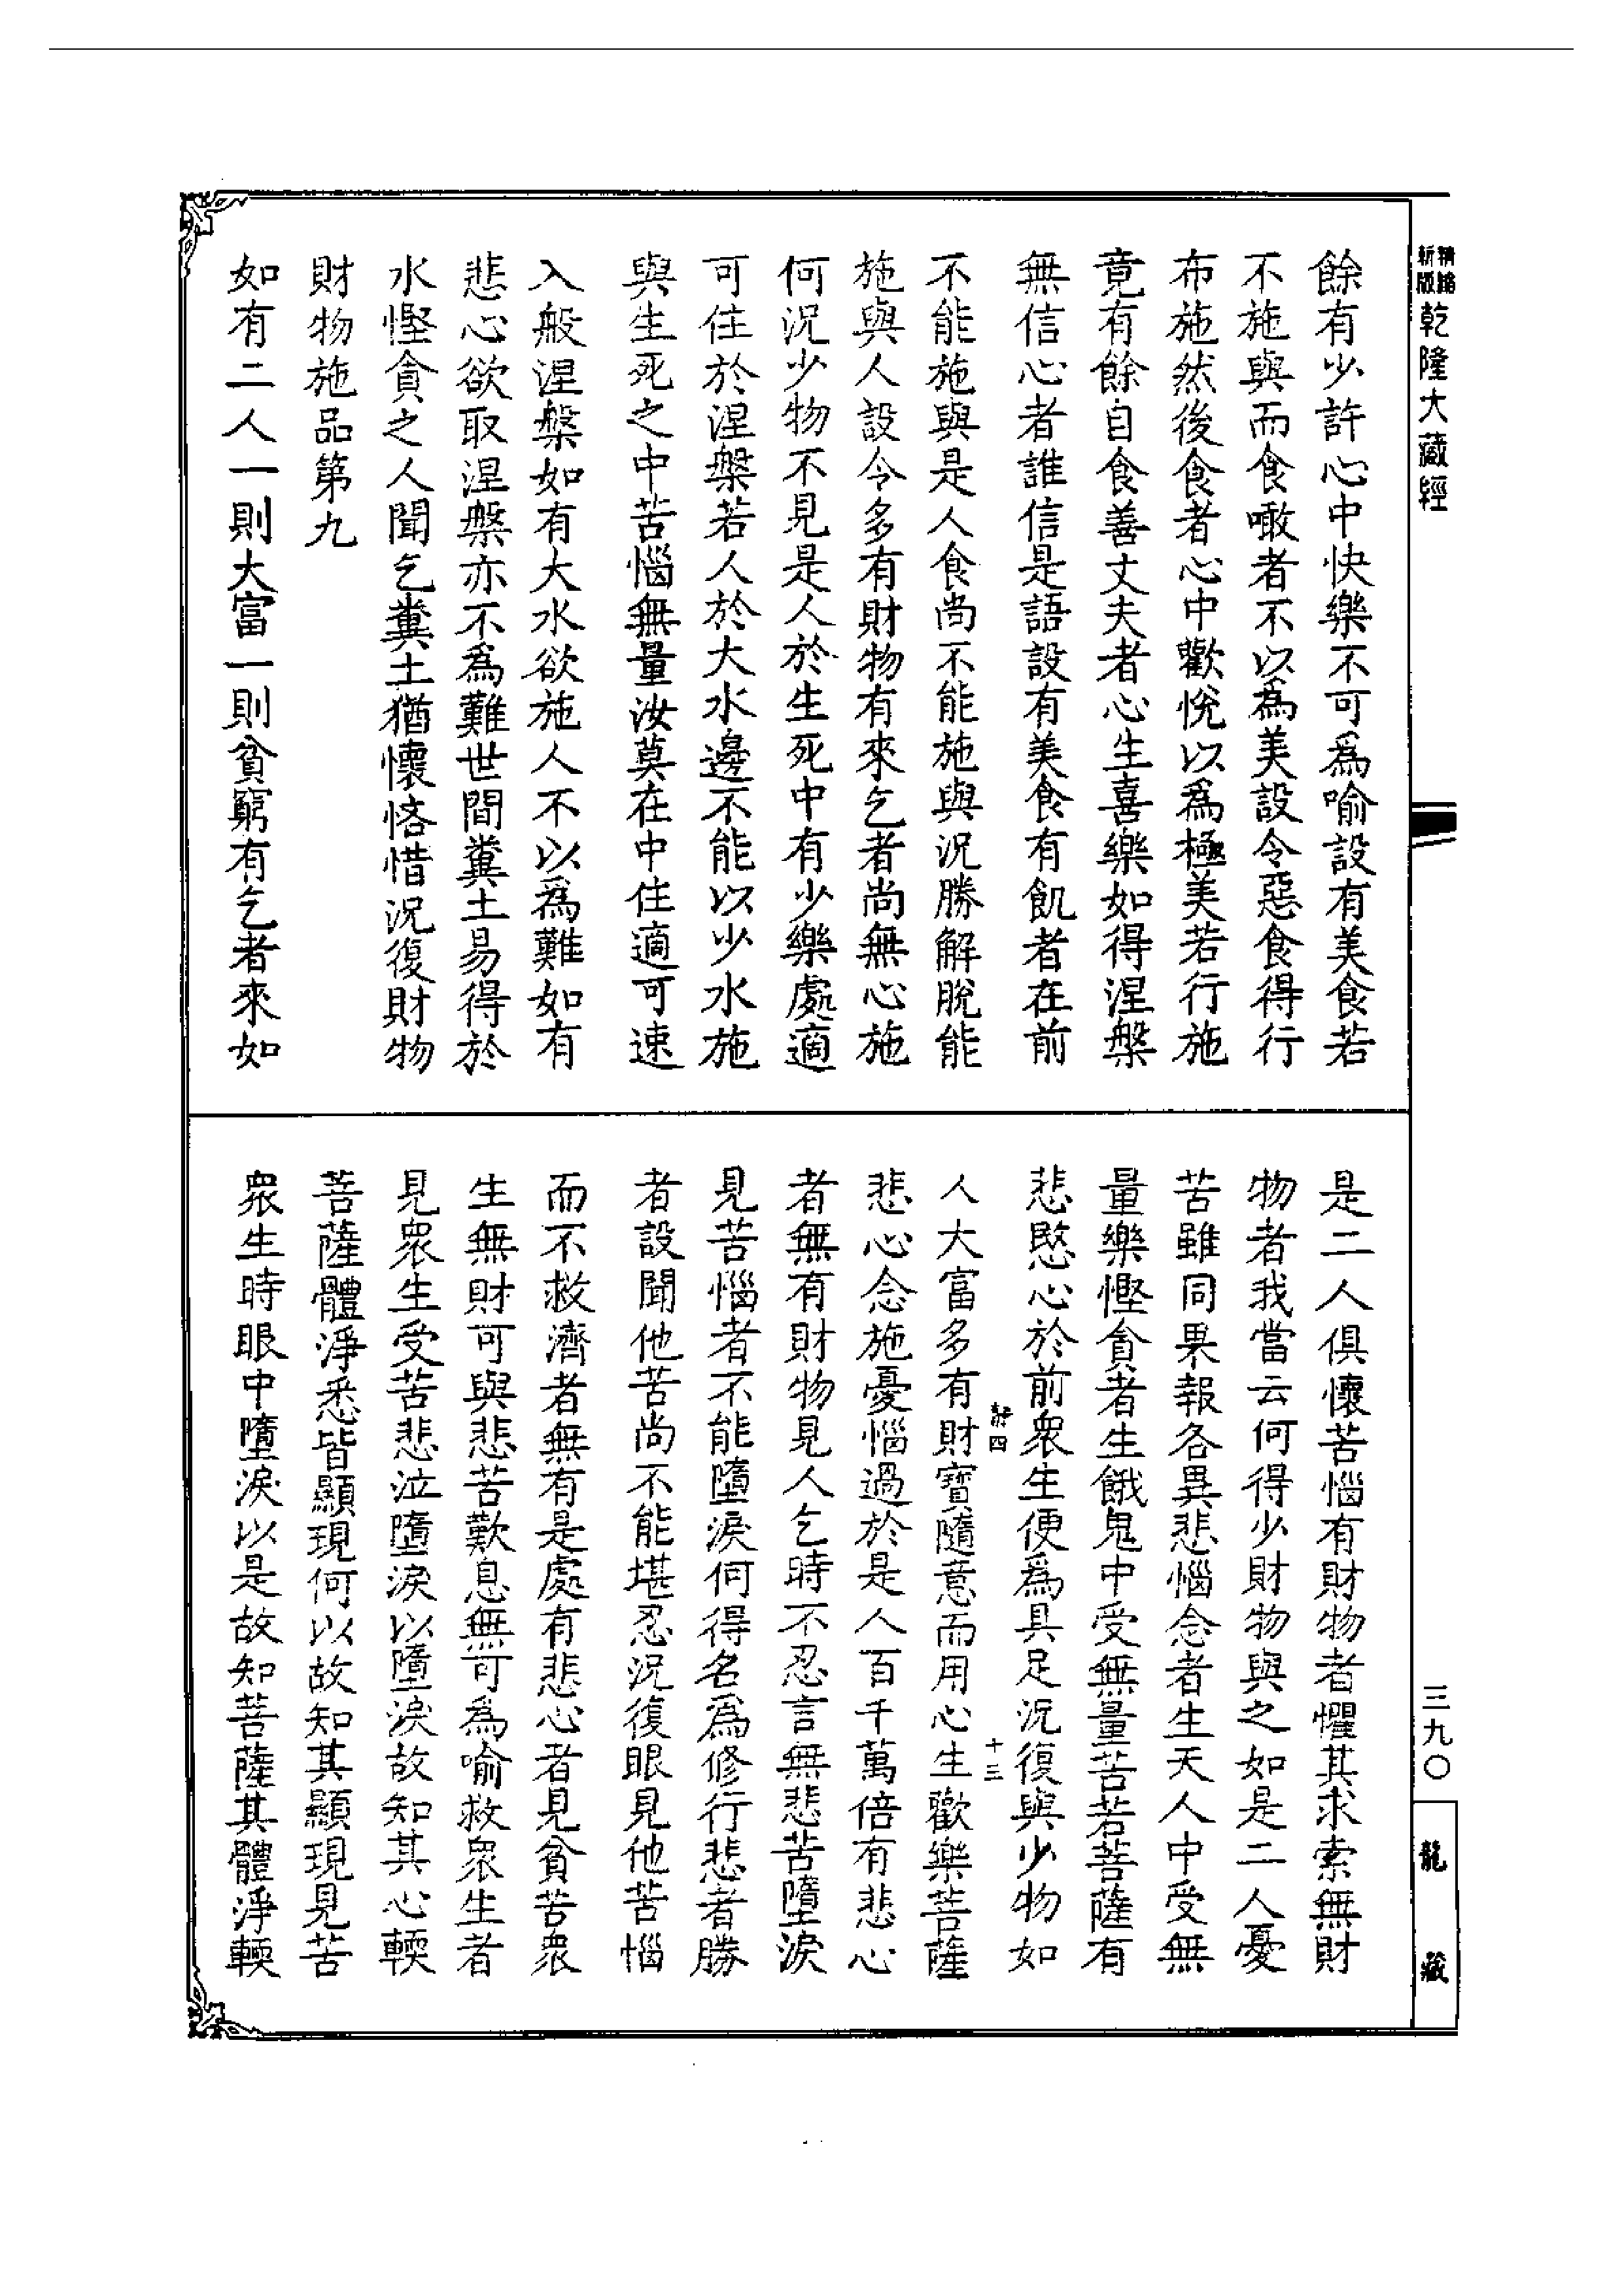 新版
乾隆大藏經
三九〇
龍藏
餘有少許心中快樂不可爲喻設有美食若
不施與而食噉者不以爲美設令惡食得行
布施然後食者心中歡悅以爲極美若行施
竟有餘自食善丈夫者心生喜樂如得涅槃
無信心者誰信是語設有美食有飢者在前
不能施與是人食尚不能施與況勝解脫能
施與人設令多有財物有來乞者尚無心施
何況少物不見是人於生死中有少樂處適
可住於涅槃若人於大水邊不能以少水施
與生死之中苦惱無量汝莫在中住適可速
入般涅槃如有大水欲施人不以爲難如有
悲心欲取涅槃亦不爲難世間糞土易得於
水慳貪之人聞乞糞土猶懷悋惜況復財物
財物施品第九
如有二人一則大富一則貧窮有乞者來如
是二人俱懷苦惱有財物者懼其求索無財
物者我當云何得少財物與之如是二人憂
苦雖同果報各異悲惱念者生天人中受無
量樂慳貪者生餓鬼中受無量苦若菩薩有
悲愍心於前衆生便爲具足況復與少物如
四
十三
人大富多有財寶隨意而用心生歡樂菩薩
悲心念施憂惱過於是人百千萬倍有悲心
者無有財物見人乞時不忍言無悲苦墮淚
見苦惱者不能墮淚何得名爲修行悲者勝
者設聞他苦尚不能堪忍況復眼見他苦惱
而不救濟者無有是處有悲心者見貧苦衆
生無財可與悲苦歎息無可爲喻救衆生者
見衆生受苦悲泣墮淚以墮淚故知其心輭
菩薩體淨悉皆顯現何以故知其顯現見苦
衆生時眼中墮淚以是故知菩薩其體淨輭